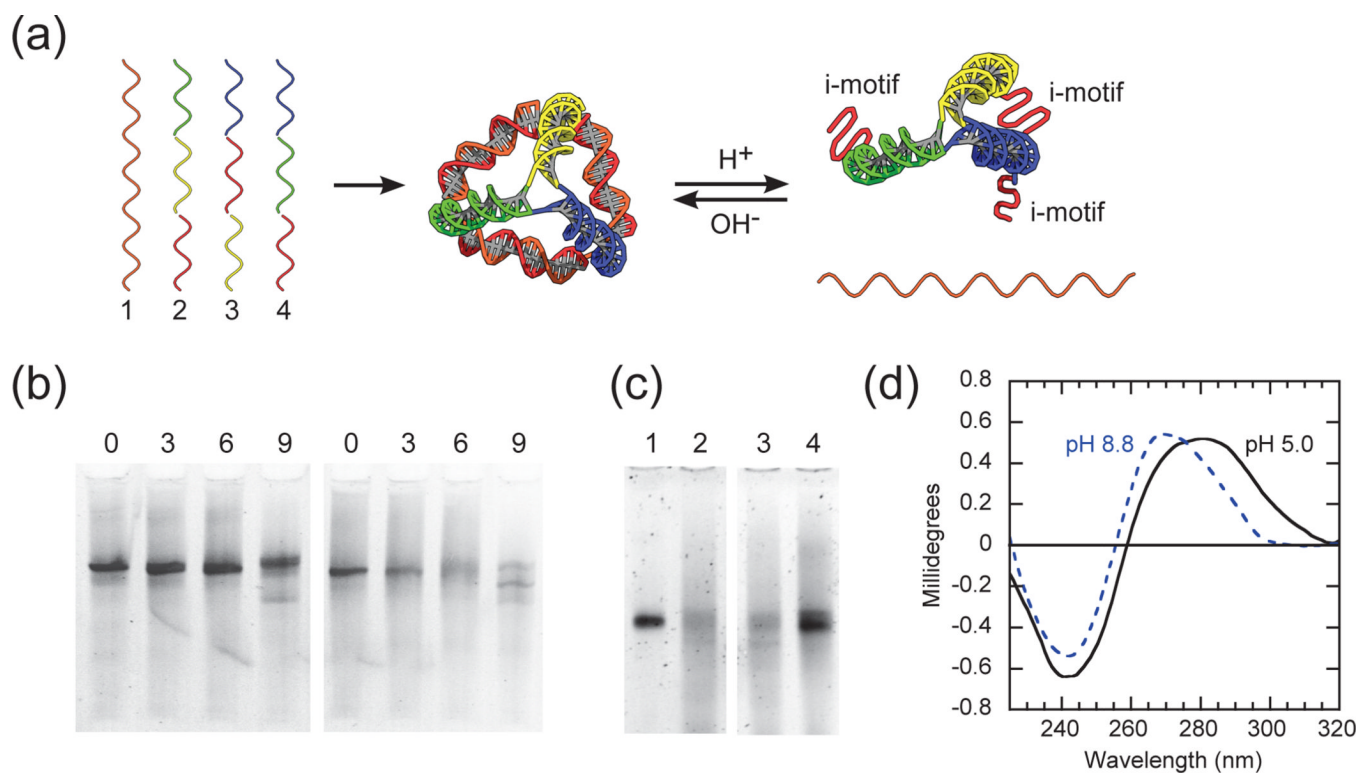 (a)
i-motif
i-motif
H+
OH-
i-motif
1 2 3 4
(b)
0 3 6 9 0 3 6 9
(c)
1 2 3 4
(d)
0.8
0.6
0.4
0.2
0
-0.2
-0.4
-0.6
-0.8
pH 8.8
pH 5.0
Millidegrees
240 260 280 300 320
Wavelength (nm)